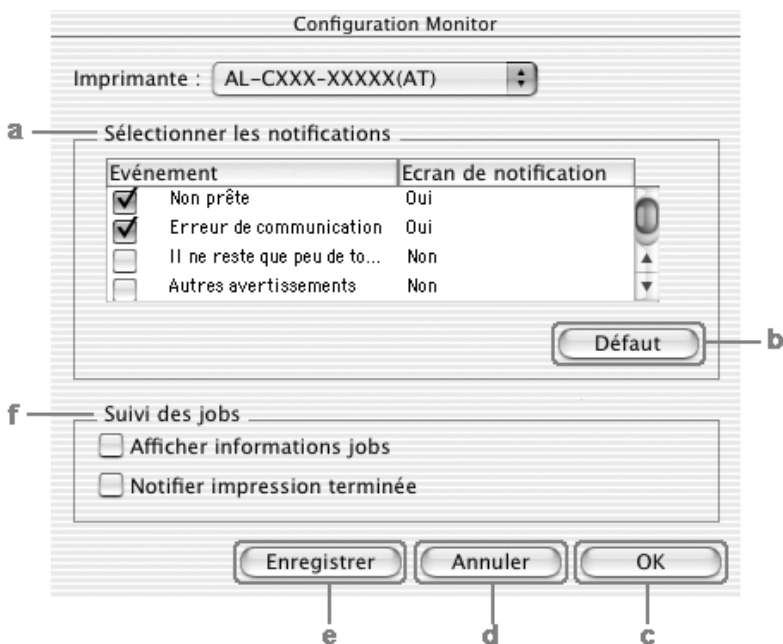 Configuration Monitor
Imprimante : AL-CXXX-XXXXX(AT)
a
Sélectionner les notifications
Evénement Ecran de notification
Non prête Oui
Erreur de communication Oui
Il ne reste que peu de to... Non
Autres avertissements Non
Défaut
b
f
Suivi des jobs
Afficher informations jobs
Notifier impression terminée
Enregistrer Annuler OK
e d c